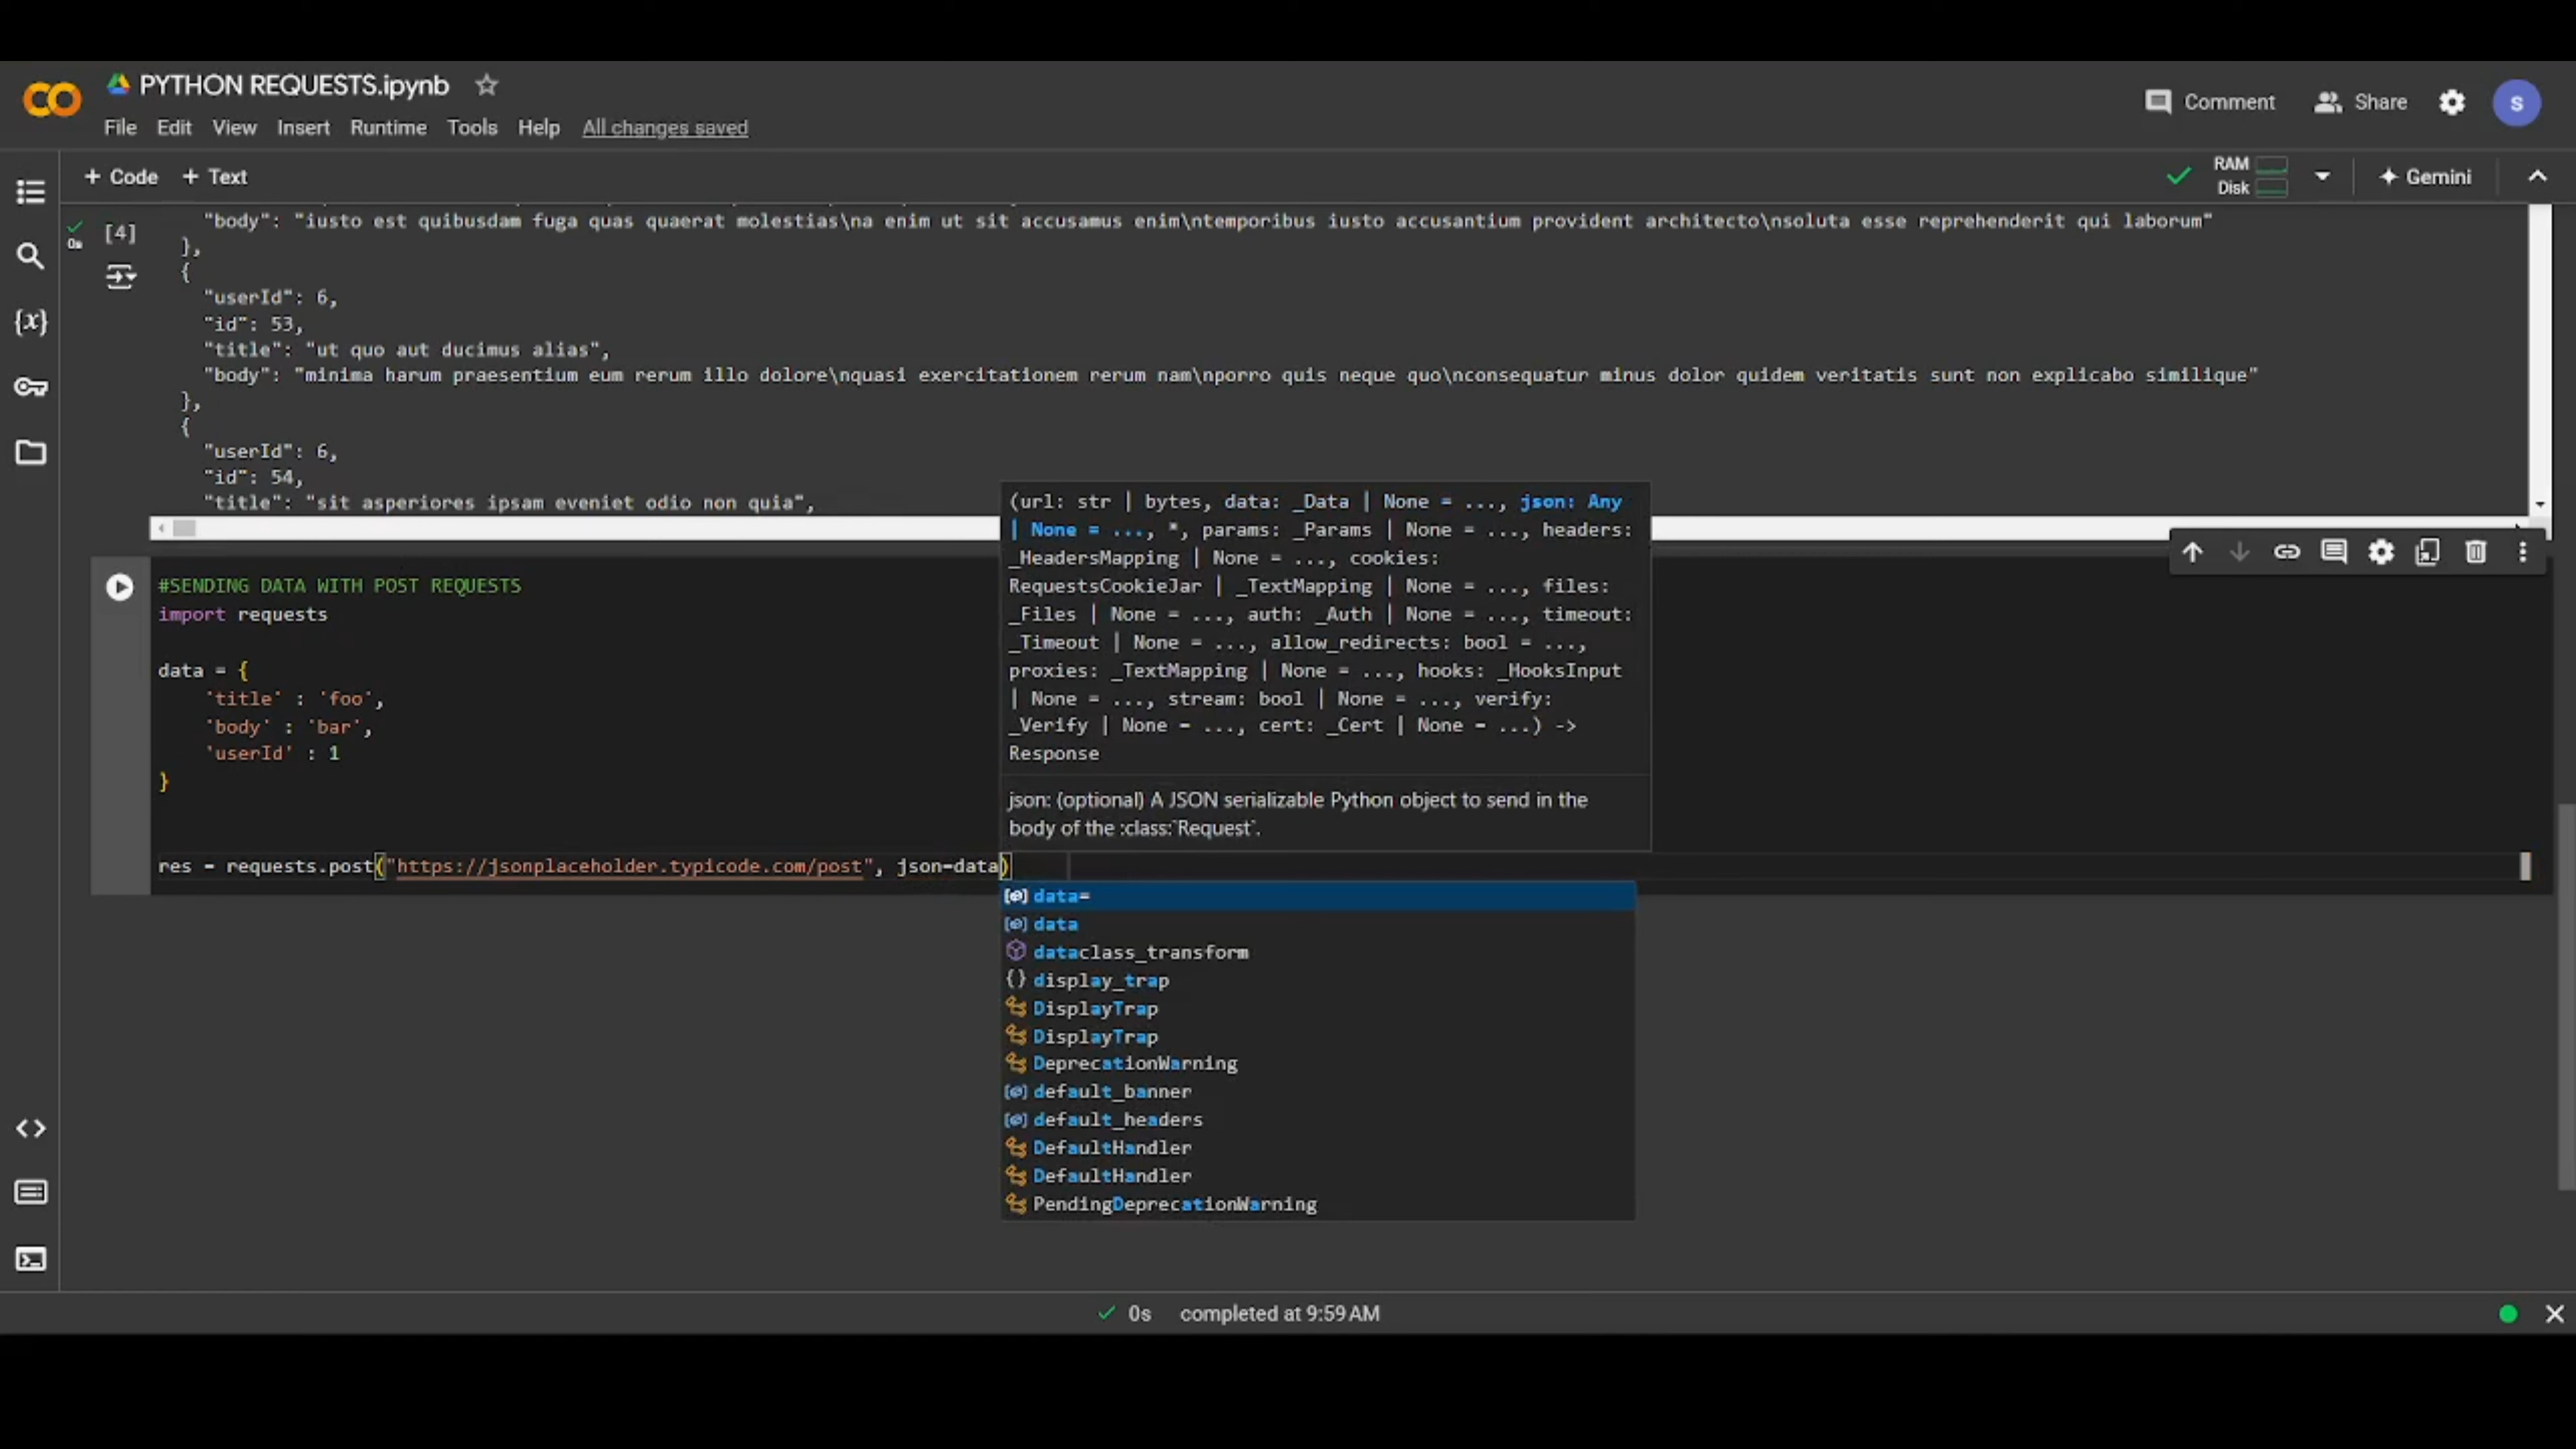 PYTHON REQUESTS.ipynb
Comment
Share
S
File Edit View Insert Runtime Tools Help All changes saved
+ Code + Text
RAM
Disk
Gemini
0s
[4]
"body": "iusto est quibusdam fuga quas quaerat molestias\na enim ut sit accusamus enim\ntemporibus iusto accusantium provident architecto\nsoluta esse reprehenderit qui laborum"
},
{
"userId": 6,
"id": 53,
"title": "ut quo aut ducimus alias",
"body": "minima harum praesentium eum rerum illo dolore\nquasi exercitationem rerum nam\nporro quis neque quo\nconsequatur minus dolor quidem veritatis sunt non explicabo similique"
},
{
"userId": 6,
"id": 54,
"title": "sit asperiores ipsam eveniet odio non quia",
(url: str | bytes, data: _Data | None = ..., json: Any
| None = ..., *, params: _Params | None = ..., headers:
_HeadersMapping | None = ..., cookies:
RequestsCookieJar | _TextMapping | None = ..., files:
_Files | None = ..., auth: _Auth | None = ..., timeout:
_Timeout | None = ..., allow_redirects: bool = ...,
proxies: _TextMapping | None = ..., hooks: _HooksInput
| None = ..., stream: bool | None = ..., verify:
_Verify | None = ..., cert: _Cert | None = ...) ->
Response
json: (optional) A JSON serializable Python object to send in the
body of the :class:`Request`.
#SENDING DATA WITH POST REQUESTS
import requests
data = {
'title' : 'foo',
'body' : 'bar',
'userId' : 1
}
res = requests.post("https://jsonplaceholder.typicode.com/post", json=data)
data=
data
dataclass_transform
display_trap
DisplayTrap
DisplayTrap
DeprecationWarning
default_banner
default_headers
DefaultHandler
DefaultHandler
PendingDeprecationWarning
0s completed at 9:59 AM